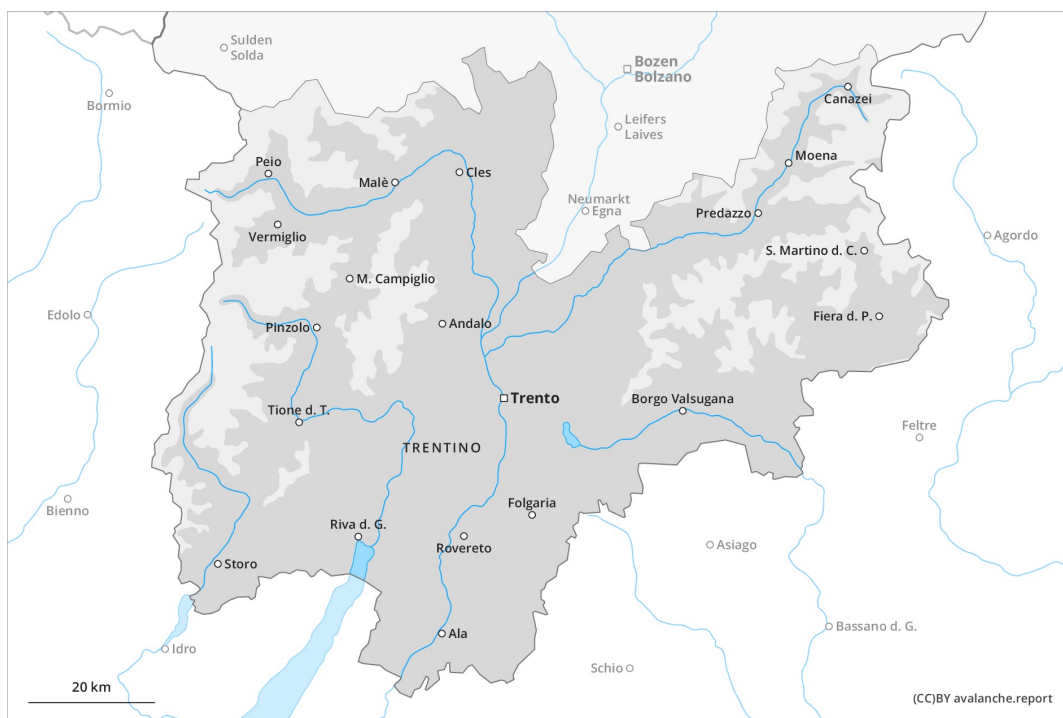 Sulden
Solda
Bozen
Bolzano
Bormio
Canazei
Leifers
Laives
Moena
Peio
Malè
Cles
Neumarkt
Egna
Predazzo
Vermiglio
S. Martino d. C.
Agordo
M. Campiglio
Edolo
Pinzolo
Andalo
Fiera d. P.
Trento
Borgo Valsugana
Tione d. T.
Feltre
TRENTINO
Bienno
Folgaria
Riva d. G.
Rovereto
Asiago
Storo
Ala
Bassano d. G.
Idro
Schio
20 km
(CC)BY avalanche.report